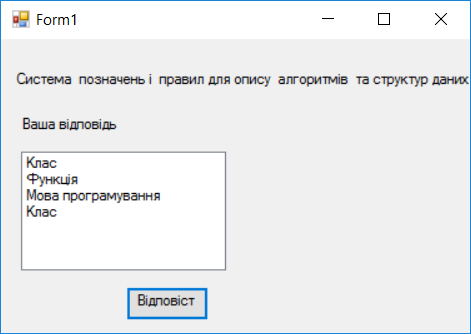 Form1
Система позначень і правил для опису алгоритмів та структур даних
Ваша відповідь
Клас
Функція
Мова програмування
Клас
Відповіст